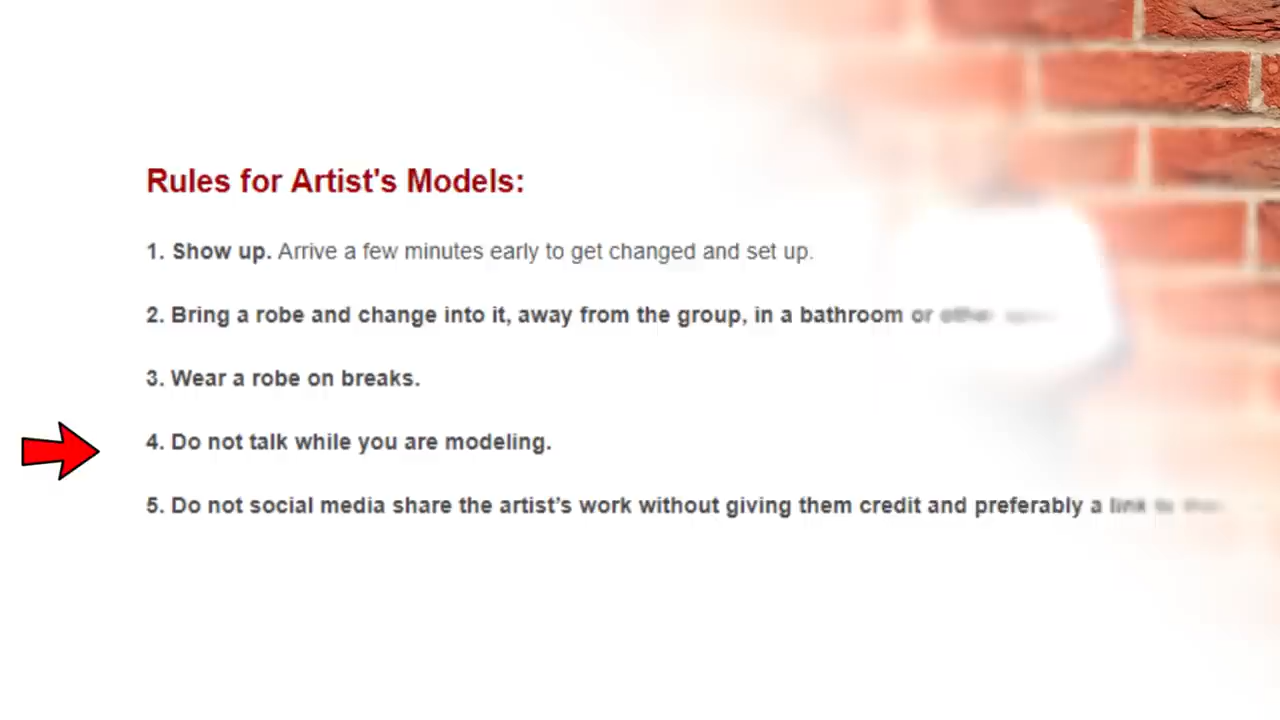 Rules for Artist's Models:
1. Show up. Arrive a few minutes early to get changed and set up.
2. Bring a robe and change into it, away from the group, in a bathroom or other
3. Wear a robe on breaks.
4. Do not talk while you are modeling.
5. Do not social media share the artist’s work without giving them credit and preferably a link to